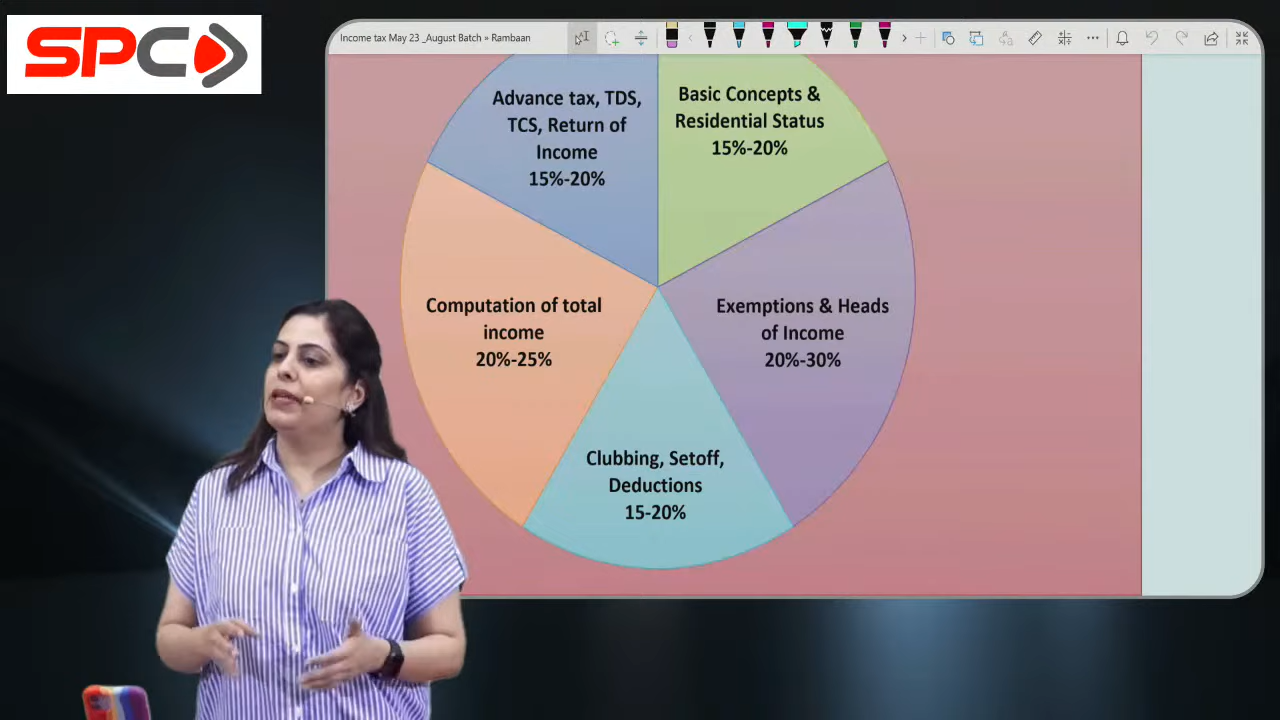 SPC
Income tax May 23 _August Batch » Rambaan
Advance tax, TDS,
TCS, Return of
Income
15%-20%
Basic Concepts &
Residential Status
15%-20%
Computation of total
income
20%-25%
Exemptions & Heads
of Income
20%-30%
Clubbing, Setoff,
Deductions
15-20%